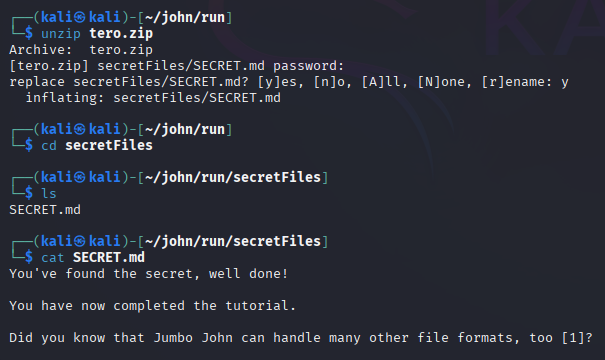 ┌──(kali㉿kali)-[~/john/run]
└─$ unzip tero.zip
Archive:  tero.zip
[tero.zip] secretFiles/SECRET.md password:
replace secretFiles/SECRET.md? [y]es, [n]o, [A]ll, [N]one, [r]ename: y
  inflating: secretFiles/SECRET.md
┌──(kali㉿kali)-[~/john/run]
└─$ cd secretFiles
┌──(kali㉿kali)-[~/john/run/secretFiles]
└─$ ls
SECRET.md
┌──(kali㉿kali)-[~/john/run/secretFiles]
└─$ cat SECRET.md
You've found the secret, well done!
You have now completed the tutorial.
Did you know that Jumbo John can handle many other file formats, too [1]?